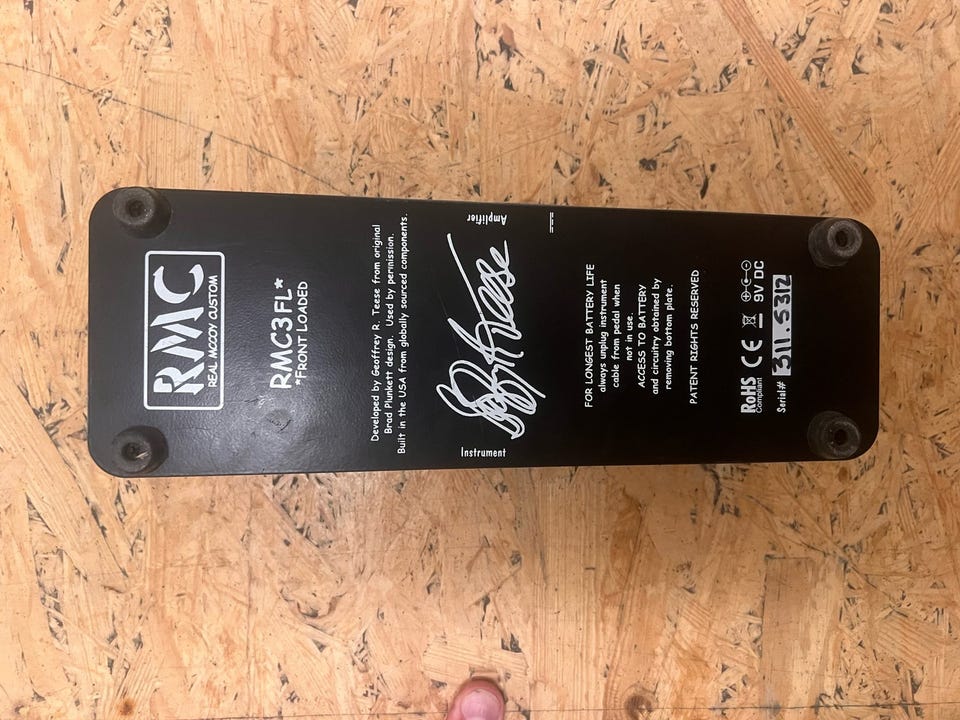 RMC
REAL MCCOY CUSTOM
RMC3FL*
*FRONT LOADED
Developed by Geoffrey R. Teese from original
Brad Plunkett design. Used by permission.
Built in the USA from globally sourced components.
Amplifier
Instrument
FOR LONGEST BATTERY LIFE
always unplug instrument
cable from pedal when
not in use.
ACCESS TO BATTERY
and circuitry obtained by
removing bottom plate.
PATENT RIGHTS RESERVED
RoHS
Compliant
CE
9V DC
Serial# 311.5312